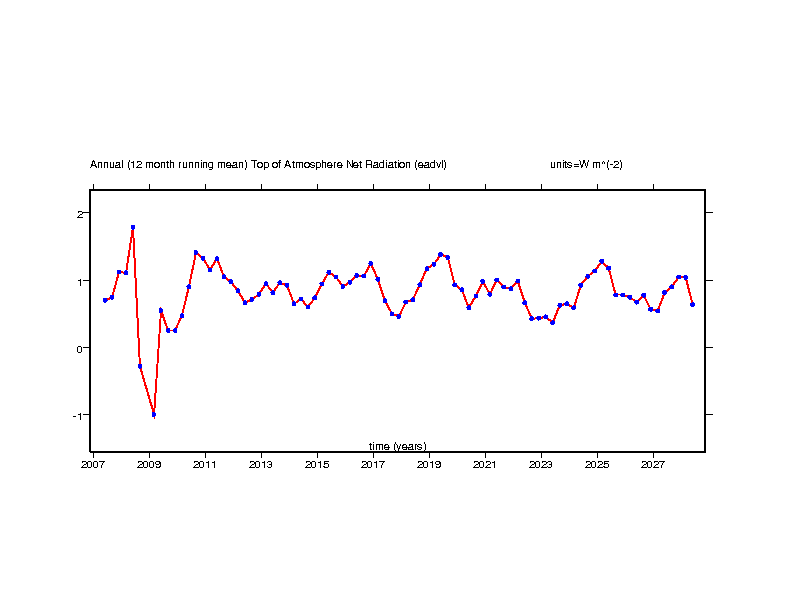 Annual (12 month running mean) Top of Atmosphere Net Radiation (eadvl) units=W m^(-2)
2
1
0
-1
time (years)
2007 2009 2011 2013 2015 2017 2019 2021 2023 2025 2027